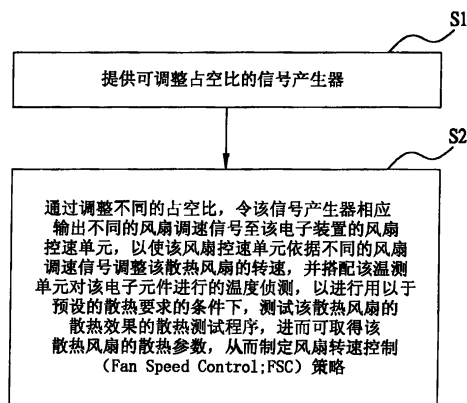 S1
提供可调整占空比的信号产生器
S2
通过调整不同的占空比，令该信号产生器相应
输出不同的风扇调速信号至该电子装置的风扇
控速单元，以使该风扇控速单元依据不同的风扇
调速信号调整该散热风扇的转速，并搭配该温测
单元对该电子元件进行的温度侦测，以进行用以于
预设的散热要求的条件下，测试该散热风扇的
散热效果的散热测试程序，进而可取得该
散热风扇的散热参数，从而制定风扇转速控制
（Fan Speed Control;FSC）策略